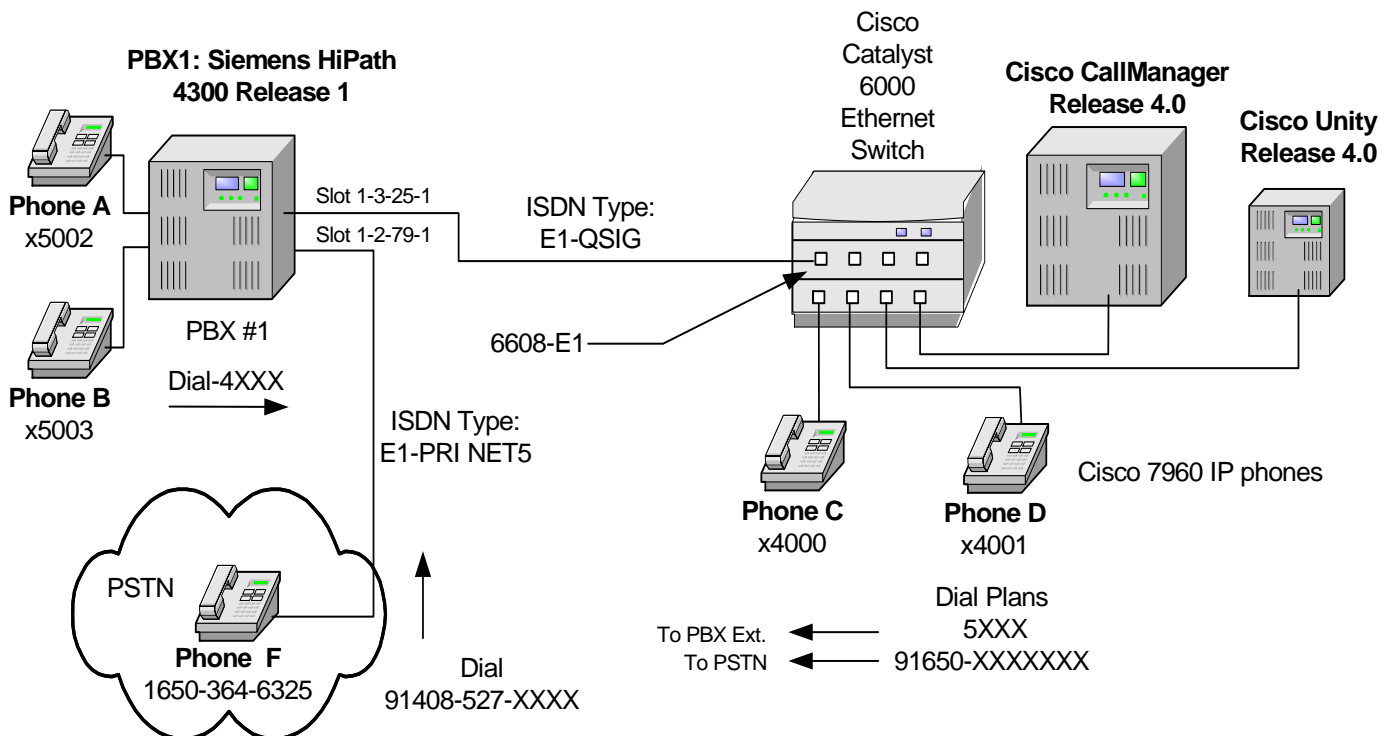 PBX1: Siemens HiPath
4300 Release 1
Phone A
x5002
Phone B
x5003
Slot 1-3-25-1
Slot 1-2-79-1
PBX #1
Dial-4XXX
ISDN Type:
E1-QSIG
ISDN Type:
E1-PRI NET5
6608-E1
Cisco
Catalyst
6000
Ethernet
Switch
Cisco CallManager
Release 4.0
Cisco Unity
Release 4.0
Phone C
x4000
Phone D
x4001
Cisco 7960 IP phones
PSTN
Phone F
1650-364-6325
Dial
91408-527-XXXX
Dial Plans
To PBX Ext.
5XXX
To PSTN
91650-XXXXXXX